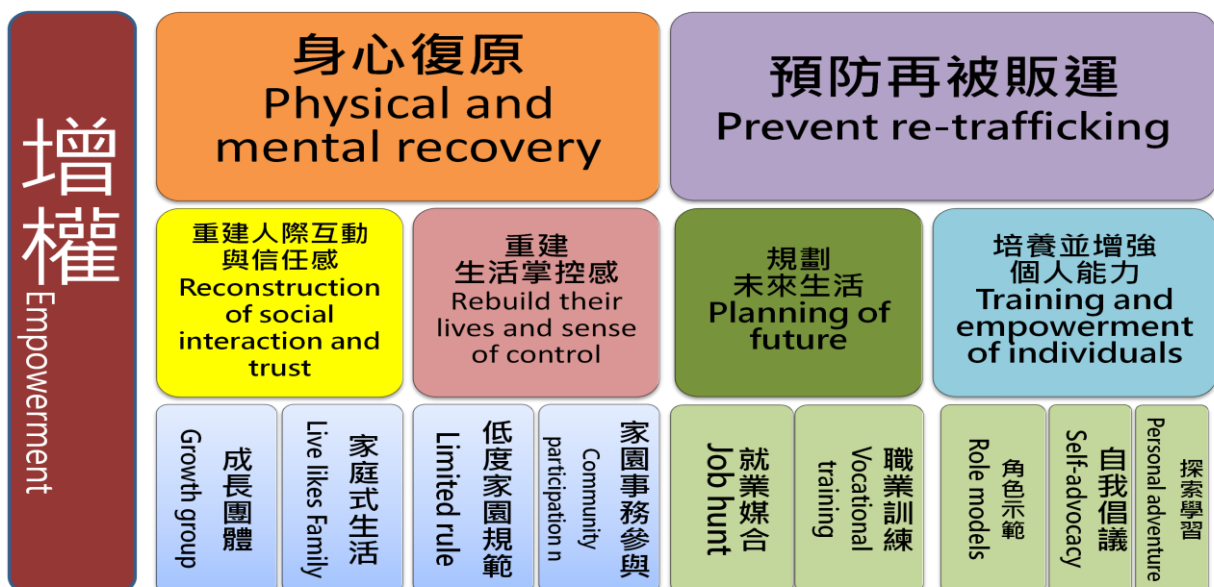 增權
Empowerment
身心復原
Physical and
mental recovery
預防再被販運
Prevent re-trafficking
重建人際互動
與信任感
Reconstruction
of social
interaction and
trust
重建
生活掌控感
Rebuild their
lives and sense
of control
規劃
未來生活
Planning of
future
培養並增強
個人能力
Training and
empowerment
of individuals
成長團體
Growth group
家庭式生活
Live likes Family
低度家園規範
Limited rule
家園事務參與
Community
participation n
就業媒合
Job hunt
職業訓練
Vocational
training
角色示範
Role models
自我倡議
Self-advocacy
探索學習
Personal adventure